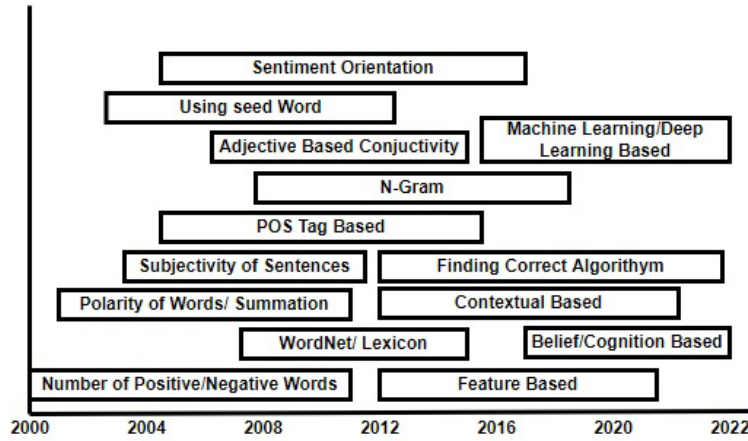 Sentiment Orientation
Using seed Word
Adjective Based Conjuctivity
Machine Learning/Deep
Learning Based
N-Gram
POS Tag Based
Subjectivity of Sentences
Finding Correct Algorithym
Polarity of Words/ Summation
Contextual Based
WordNet/ Lexicon
Belief/Cognition Based
Number of Positive/Negative Words
Feature Based
2000 2004 2008 2012 2016 2020 2022